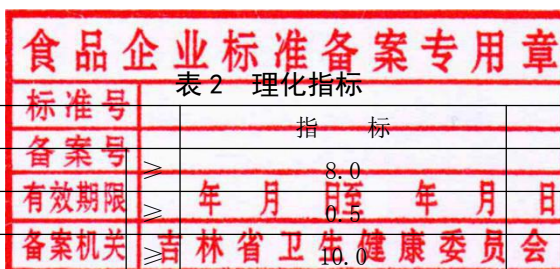 食品企业标准备案专用章
表2 理化指标
标准号
指 标
备案号
≥ 8.0
有效期限 年 月 日至 年 月 日
≥ 0.5
备案机关 吉林省卫生健康委员会
≥ 10.0